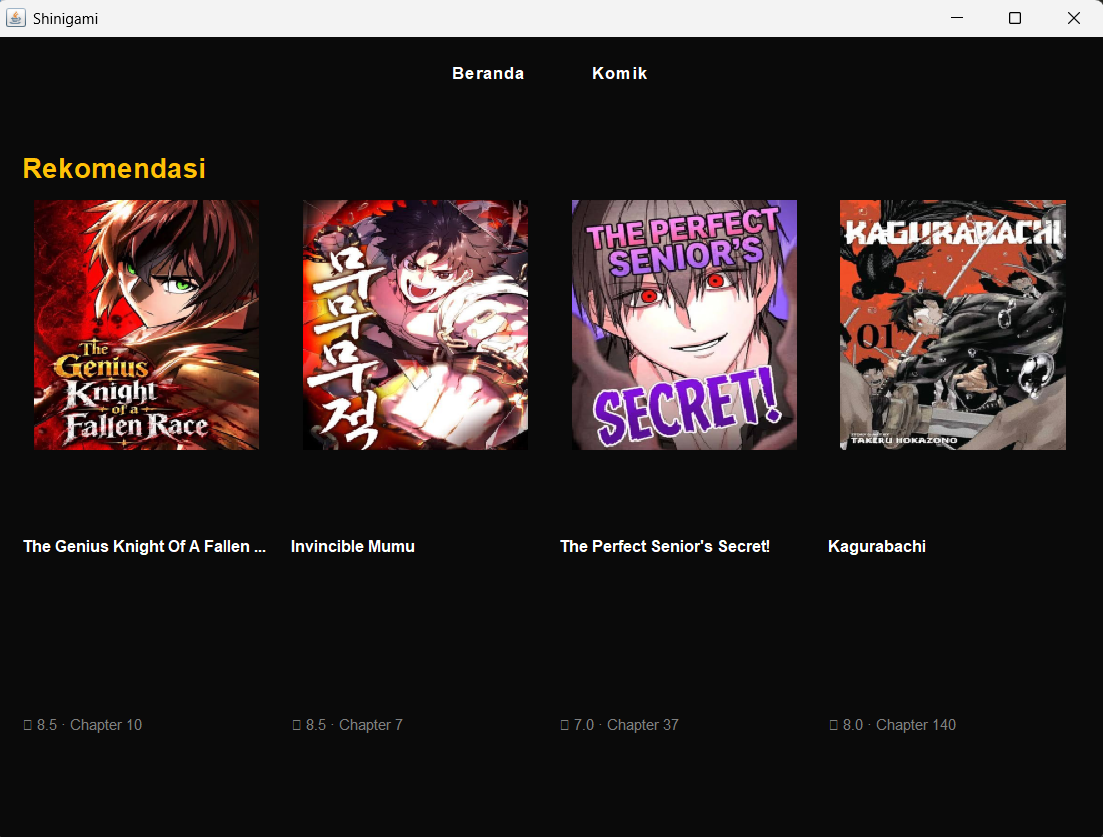 Shinigami
Beranda
Komik
Rekomendasi
The
Genius
Knight
of a
Fallen Race
무무무적
THE PERFECT
SENIOR'S
SECRET!
KAGURABACHI
01
TAKERU HOKAZONO
The Genius Knight Of A Fallen ...
Invincible Mumu
The Perfect Senior's Secret!
Kagurabachi
8.5 · Chapter 10
8.5 · Chapter 7
7.0 · Chapter 37
8.0 · Chapter 140